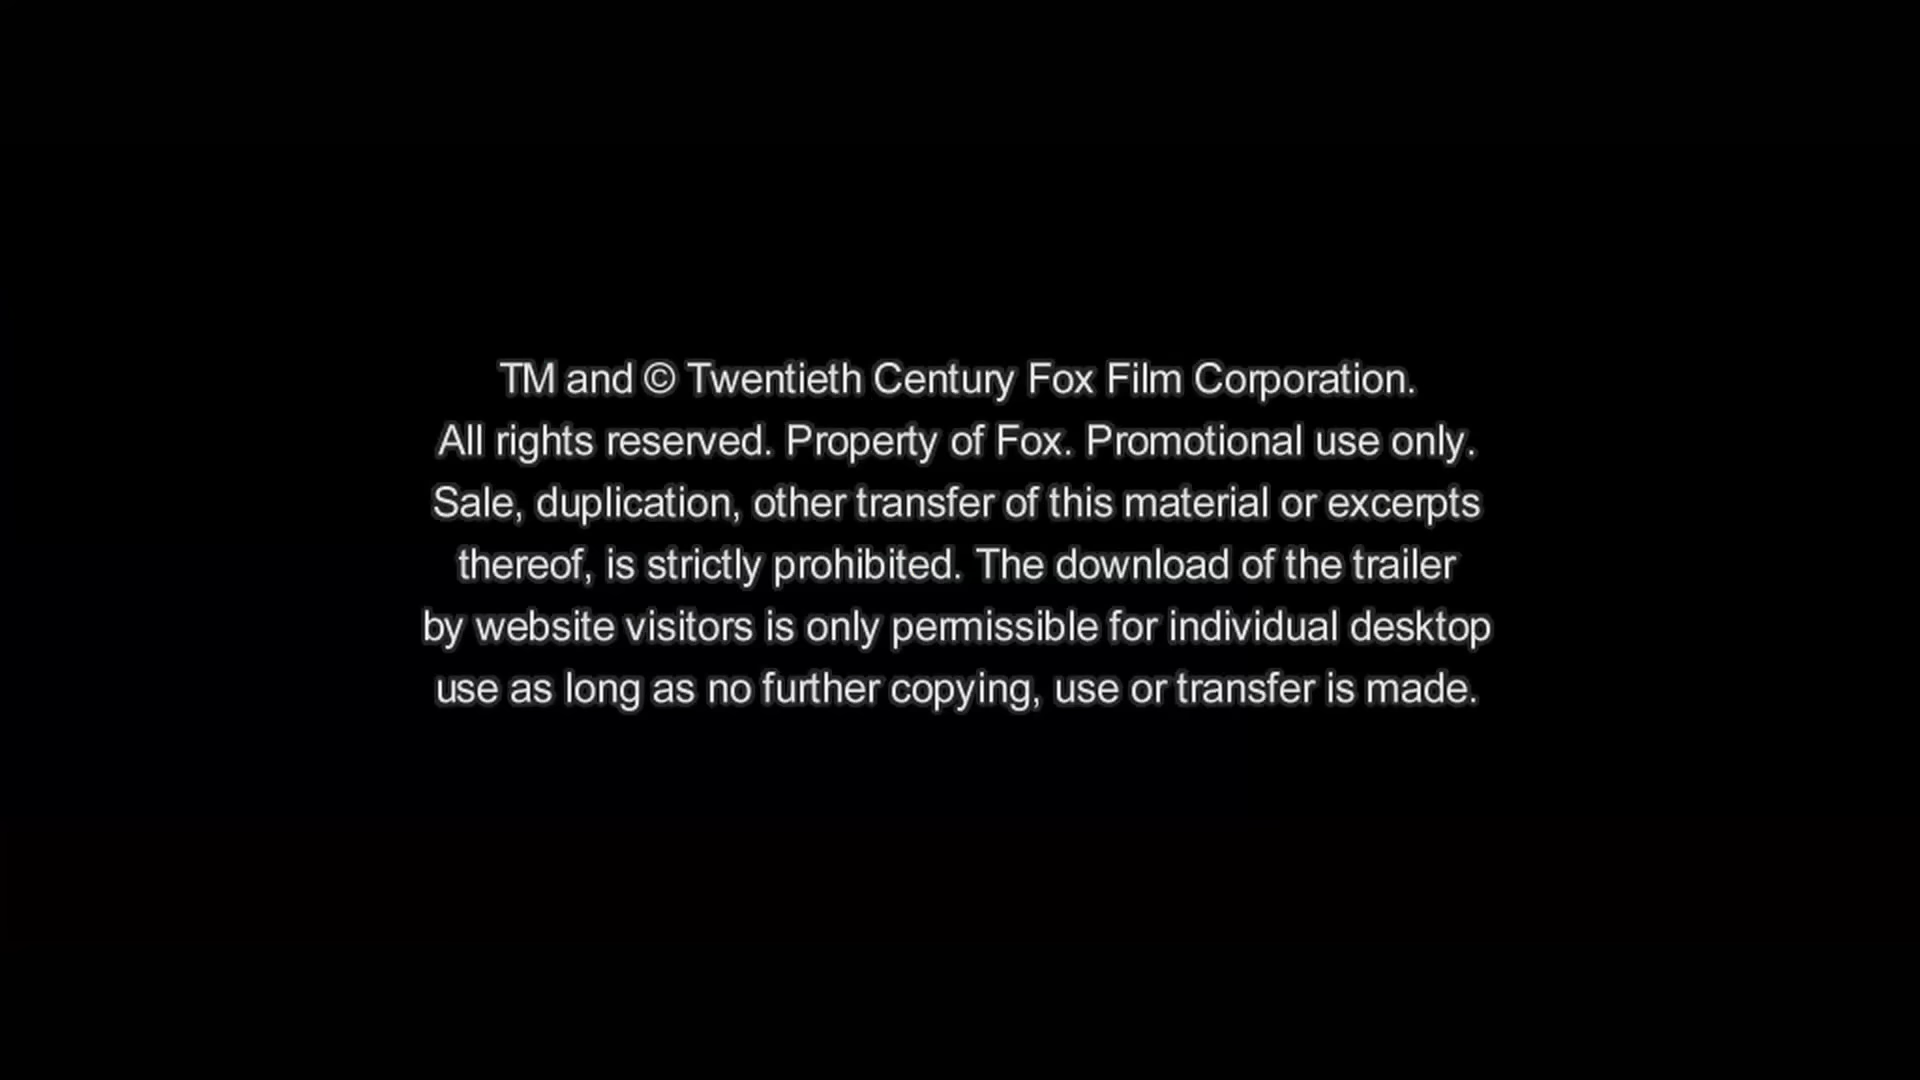 TM and © Twentieth Century Fox Film Corporation.
All rights reserved. Property of Fox. Promotional use only.
Sale, duplication, other transfer of this material or excerpts
thereof, is strictly prohibited. The download of the trailer
by website visitors is only permissible for individual desktop
use as long as no further copying, use or transfer is made.